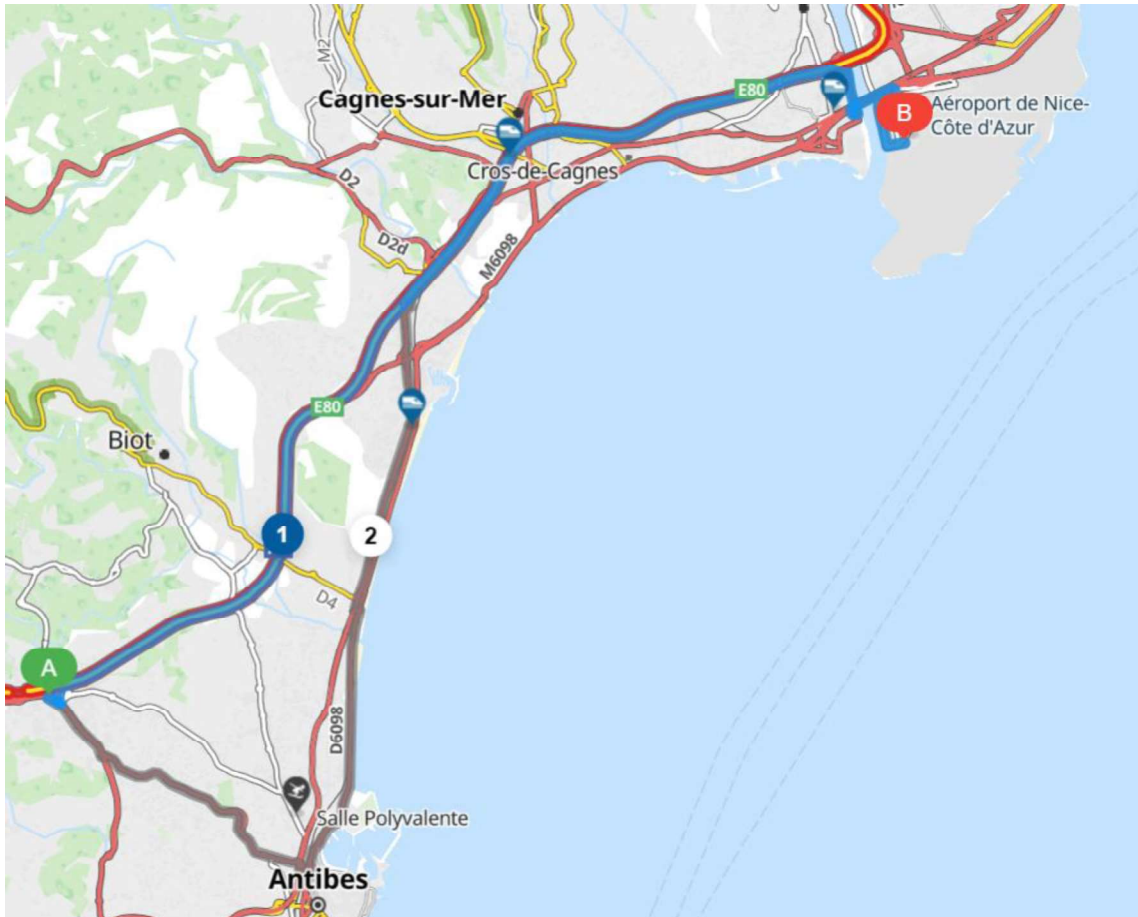 M2
Cagnes-sur-Mer
E80
B
Aéroport de Nice-
Côte d'Azur
Cros-de-Cagnes
D2
D2d
M6098
E80
Biot
1
2
D4
A
D6098
Salle Polyvalente
Antibes